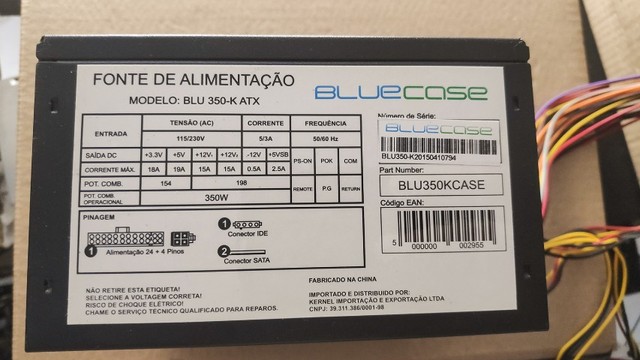 FONTE DE ALIMENTAÇÃO
MODELO: BLU 350-K ATX
BLUECASE
ENTRADA TENSÃO (AC) CORRENTE FREQUÊNCIA
115/230V 5/3A 50/60 Hz
SAÍDA DC +3.3V +5V +12V1 +12V2 -12V +5VSB PS-ON POK COM
CORRENTE MÁX. 18A 19A 15A 15A 0.5A 2.5A
POT. COMB. 154 198 REMOTE P.G RETURN
POT. COMB. OPERACIONAL 350W
PINAGEM
1 Alimentação 24 + 4 Pinos
1 Conector IDE
2 Conector SATA
NÃO RETIRE ESTA ETIQUETA!
SELECIONE A VOLTAGEM CORRETA!
RISCO DE CHOQUE ELÉTRICO!
CHAME O SERVIÇO TÉCNICO QUALIFICADO PARA REPAROS.
FABRICADO NA CHINA
IMPORTADO E DISTRIBUIDO POR:
KERNEL IMPORTAÇÃO E EXPORTAÇÃO LTDA
CNPJ: 39.311.386/0001-98
Número de Série:
BLUECASE
BLU350-K20150410794
Part Number:
BLU350KCASE
Código EAN:
5 000000 002955